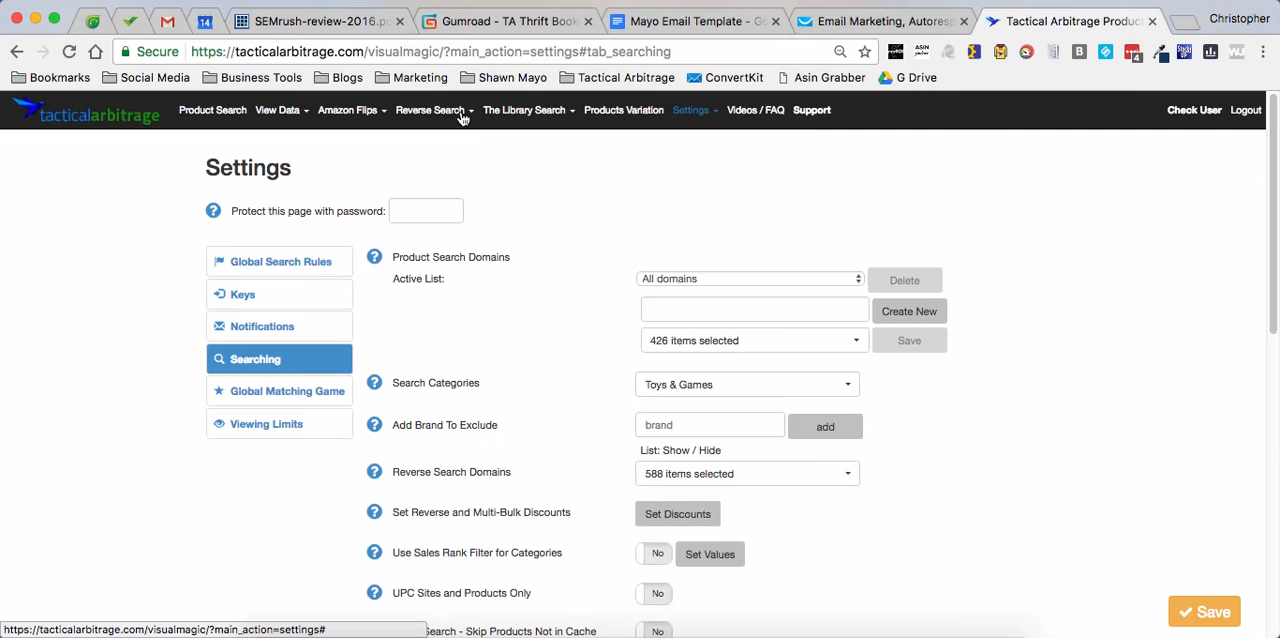 SEMrush-review-2016.po
Gumroad - TA Thrift Book
Mayo Email Template - Go
Email Marketing, Autoresp
Tactical Arbitrage Produc
Christopher
14
Secure
https://tacticalarbitrage.com/visualmagic/?main_action=settings#tab_searching
ASIN
B
4
WJ
Bookmarks
Social Media
Business Tools
Blogs
Marketing
Shawn Mayo
Tactical Arbitrage
ConvertKit
Asin Grabber
G Drive
tacticalarbitrage
Product Search
View Data
Amazon Flips
Reverse Search
The Library Search
Products Variation
Settings
Videos / FAQ
Support
Check User
Logout
Settings
? Protect this page with password:
Global Search Rules
Keys
Notifications
Searching
Global Matching Game
Viewing Limits
? Product Search Domains
Active List:
All domains
Delete
Create New
426 items selected
Save
? Search Categories
Toys & Games
? Add Brand To Exclude
brand
add
List: Show / Hide
? Reverse Search Domains
588 items selected
? Set Reverse and Multi-Bulk Discounts
Set Discounts
? Use Sales Rank Filter for Categories
No
Set Values
? UPC Sites and Products Only
No
Search - Skip Products Not in Cache
No
Save
https://tacticalarbitrage.com/visualmagic/?main_action=settings#